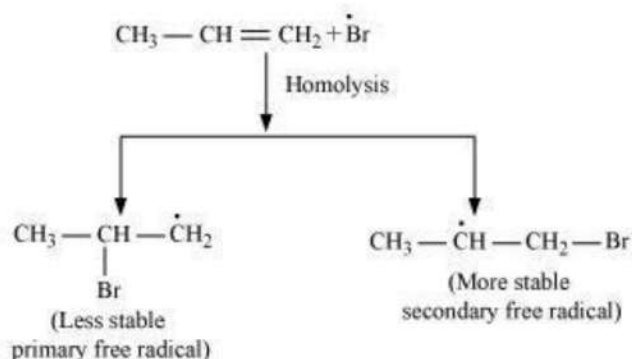 CH₃ — CH = CH₂ + Ḃr
Homolysis
CH₃ — CH — ĊH₂
Br
(Less stable
primary free radical)
CH₃ — ĊH — CH₂ — Br
(More stable
secondary free radical)